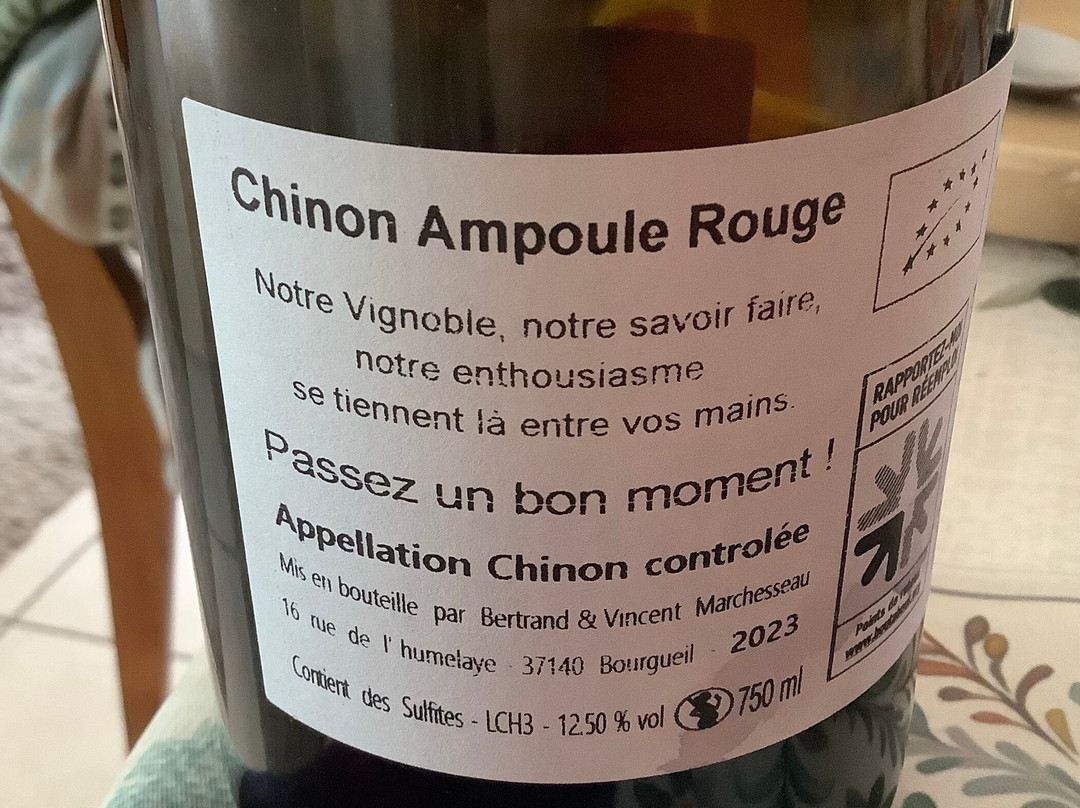 Chinon Ampoule Rouge
Notre Vignoble, notre savoir faire,
notre enthousiasme
se tiennent là entre vos mains.
Passez un bon moment !
Appellation Chinon controlée
Mis en bouteille par Bertrand & Vincent Marchesseau
16 rue de l' humelaye - 37140 Bourgueil - 2023
Contient des Sulfites - LCH3 - 12.50 % vol 750 ml
RAPPORTEZ-MOI
POUR RÉEMPLOI
Points de